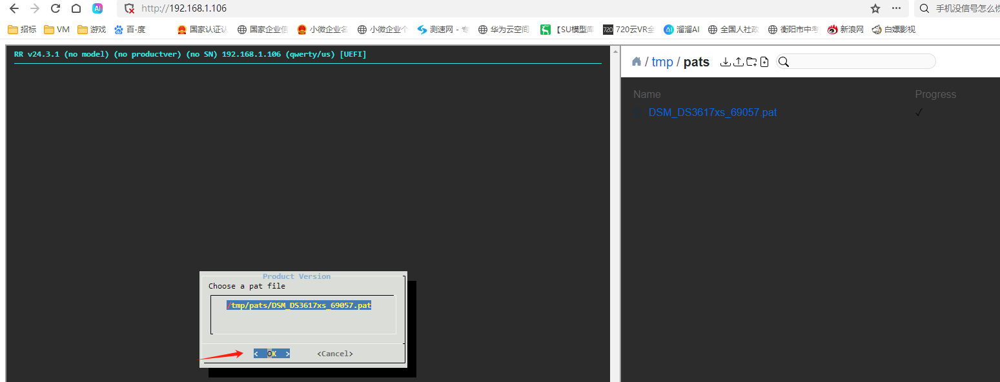 http://192.168.1.106
手机没信号怎么恢
招标 VM 游戏 百-度 国家认证认 国家企业信 小微企业名 小微企业个 测速网 - 专 华为云空间 【SU模型库 720云VR全 溜溜AI 全国人社政 衡阳市中考 新浪网 白嫖影视
RR v24.3.1 (no model) (no productver) (no SN) 192.168.1.106 (qwerty/us) [UEFI]
/ tmp / pats
Name Progress
DSM_DS3617xs_69057.pat ✓
Product Version
Choose a pat file
/tmp/pats/DSM_DS3617xs_69057.pat
< OK > <Cancel>